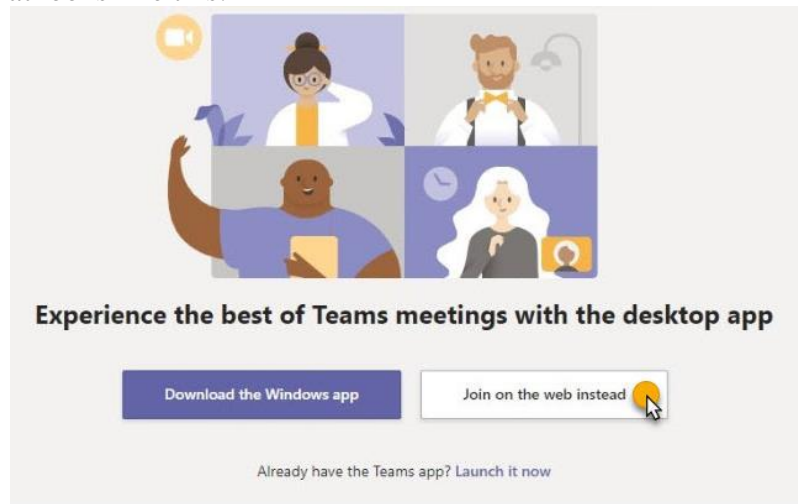 Experience the best of Teams meetings with the desktop app
Download the Windows app
Join on the web instead
Already have the Teams app? Launch it now